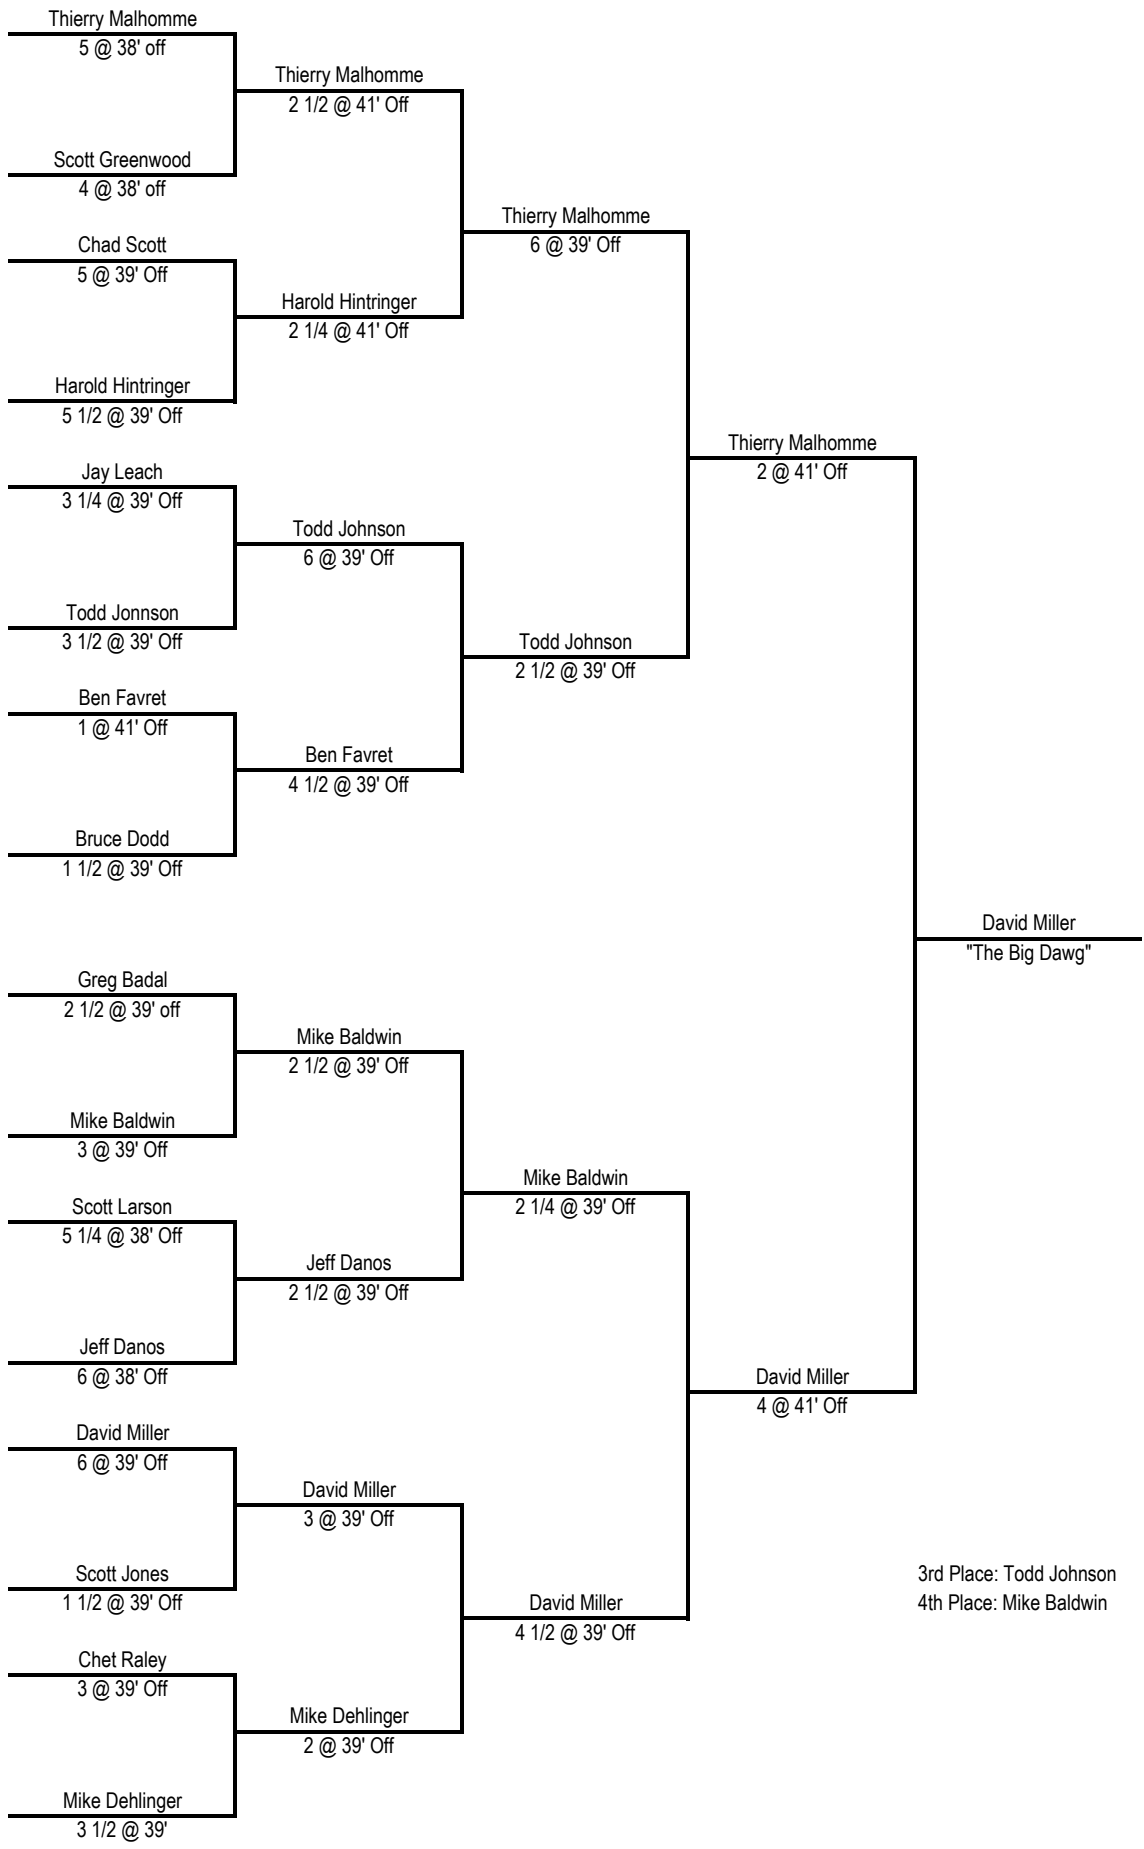 Thierry Malhomme
5 @ 38' off
Scott Greenwood
4 @ 38' off
Chad Scott
5 @ 39' Off
Harold Hintringer
5 1/2 @ 39' Off
Jay Leach
3 1/4 @ 39' Off
Todd Jonnson
3 1/2 @ 39' Off
Ben Favret
1 @ 41' Off
Bruce Dodd
1 1/2 @ 39' Off
Greg Badal
2 1/2 @ 39' off
Mike Baldwin
3 @ 39' Off
Scott Larson
5 1/4 @ 38' Off
Jeff Danos
6 @ 38' Off
David Miller
6 @ 39' Off
Scott Jones
1 1/2 @ 39' Off
Chet Raley
3 @ 39' Off
Mike Dehlinger
3 1/2 @ 39'
Thierry Malhomme
2 1/2 @ 41' Off
Harold Hintringer
2 1/4 @ 41' Off
Todd Johnson
6 @ 39' Off
Ben Favret
4 1/2 @ 39' Off
Mike Baldwin
2 1/2 @ 39' Off
Jeff Danos
2 1/2 @ 39' Off
David Miller
3 @ 39' Off
Mike Dehlinger
2 @ 39' Off
Thierry Malhomme
6 @ 39' Off
Todd Johnson
2 1/2 @ 39' Off
Mike Baldwin
2 1/4 @ 39' Off
David Miller
4 1/2 @ 39' Off
Thierry Malhomme
2 @ 41' Off
David Miller
4 @ 41' Off
David Miller
"The Big Dawg"
3rd Place: Todd Johnson
4th Place: Mike Baldwin